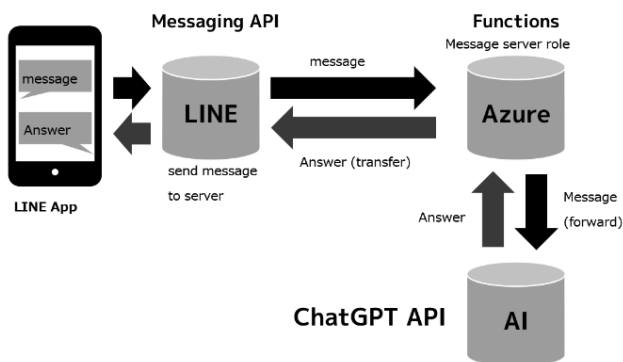 Messaging API
Functions
Message server role
message
message
LINE
Azure
Answer
Answer (transfer)
send message
to server
LINE App
Answer
Message
(forward)
ChatGPT API
AI